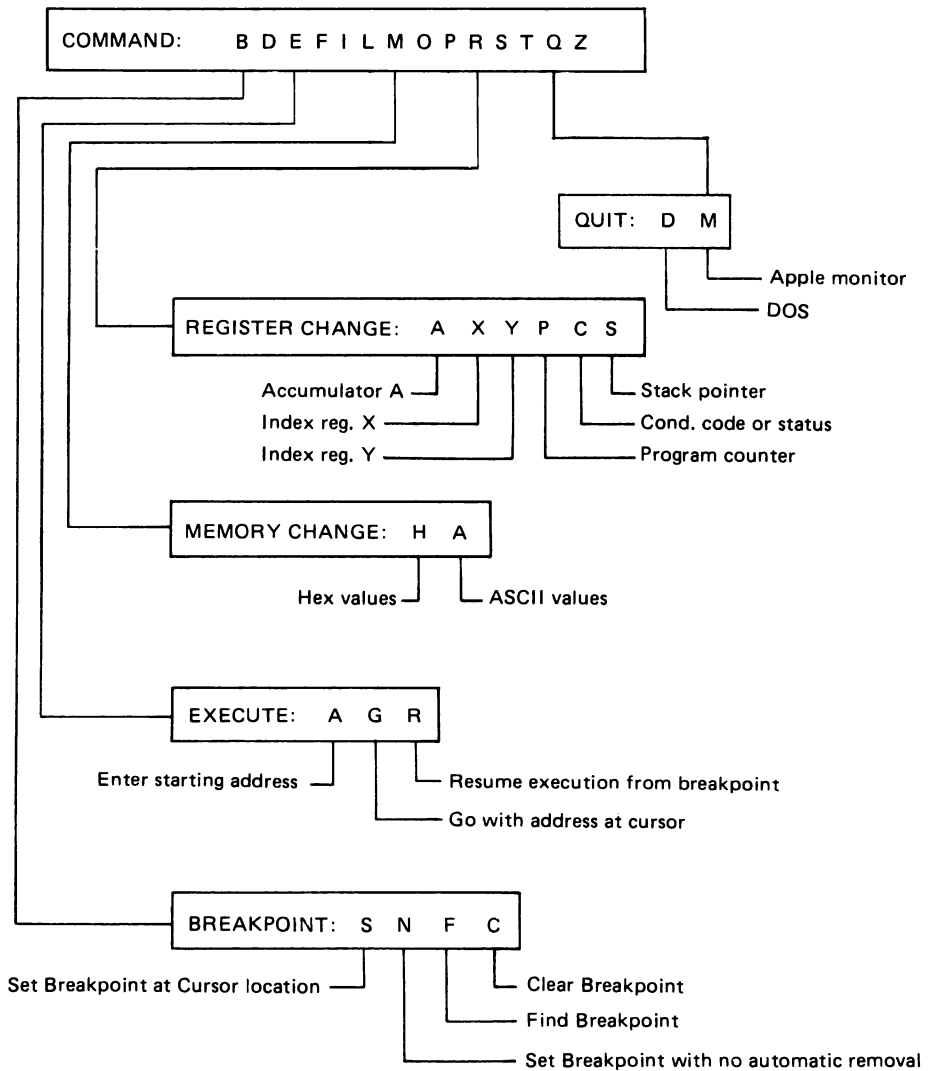 COMMAND: B D E F I L M O P R S T Q Z
QUIT: D M
Apple monitor
DOS
REGISTER CHANGE: A X Y P C S
Accumulator A
Stack pointer
Index reg. X
Cond. code or status
Index reg. Y
Program counter
MEMORY CHANGE: H A
Hex values
ASCII values
EXECUTE: A G R
Enter starting address
Resume execution from breakpoint
Go with address at cursor
BREAKPOINT: S N F C
Set Breakpoint at Cursor location
Clear Breakpoint
Find Breakpoint
Set Breakpoint with no automatic removal